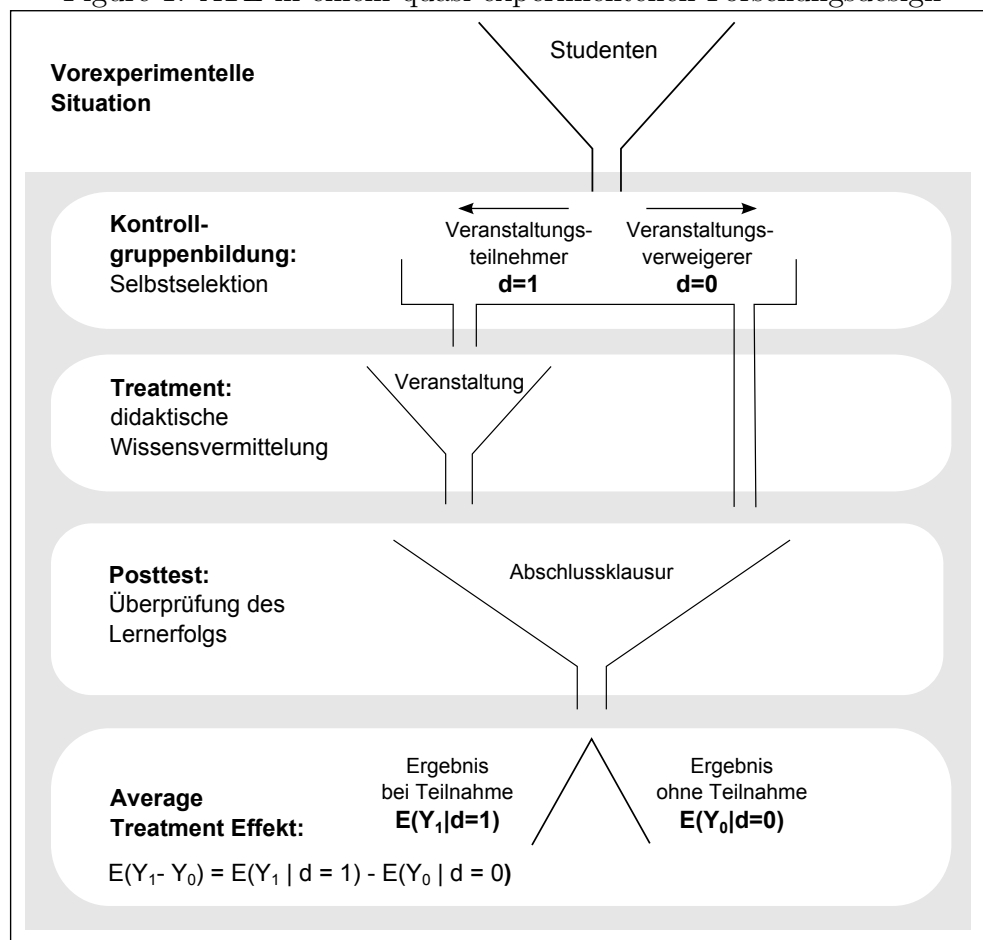 Studenten
Vorexperimentelle
Situation
Kontroll-
gruppenbildung:
Selbstselektion
Veranstaltungs-
teilnehmer
d=1
Veranstaltungs-
verweigerer
d=0
Treatment:
didaktische
Wissensvermittelung
Veranstaltung
Posttest:
Überprüfung des
Lernerfolgs
Abschlussklausur
Average
Treatment Effekt:
Ergebnis
bei Teilnahme
E(Y₁|d=1)
Ergebnis
ohne Teilnahme
E(Y₀|d=0)
E(Y₁- Y₀) = E(Y₁ | d = 1) - E(Y₀ | d = 0)